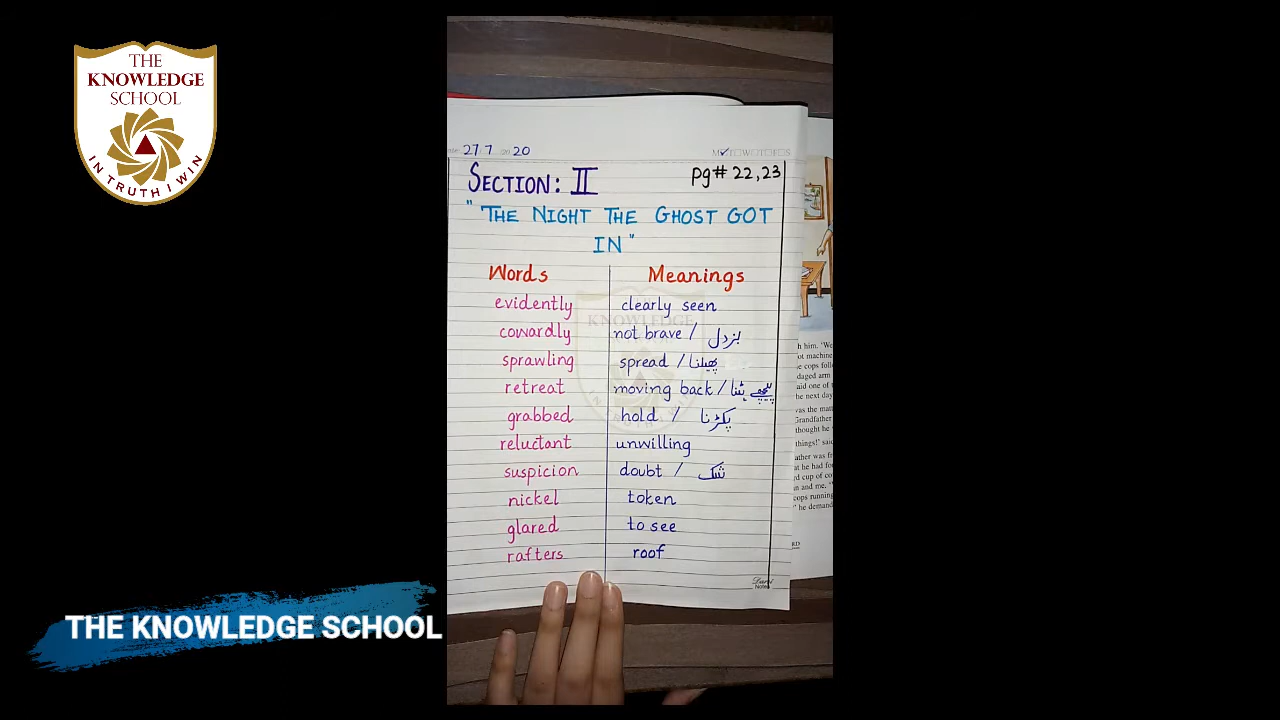 THE
KNOWLEDGE
SCHOOL
IN TRUTH I WIN
27 7 20
SECTION: II
pg# 22,23
"THE NIGHT THE GHOST GOT
IN"
Words Meanings
evidently clearly seen
cowardly not brave / بزدل
sprawling spread / پھیلنا
retreat moving back / پیچھے ہٹنا
grabbed hold / پکڑنا
reluctant unwilling
suspicion doubt / شک
nickel token
glared to see
rafters roof
THE KNOWLEDGE SCHOOL